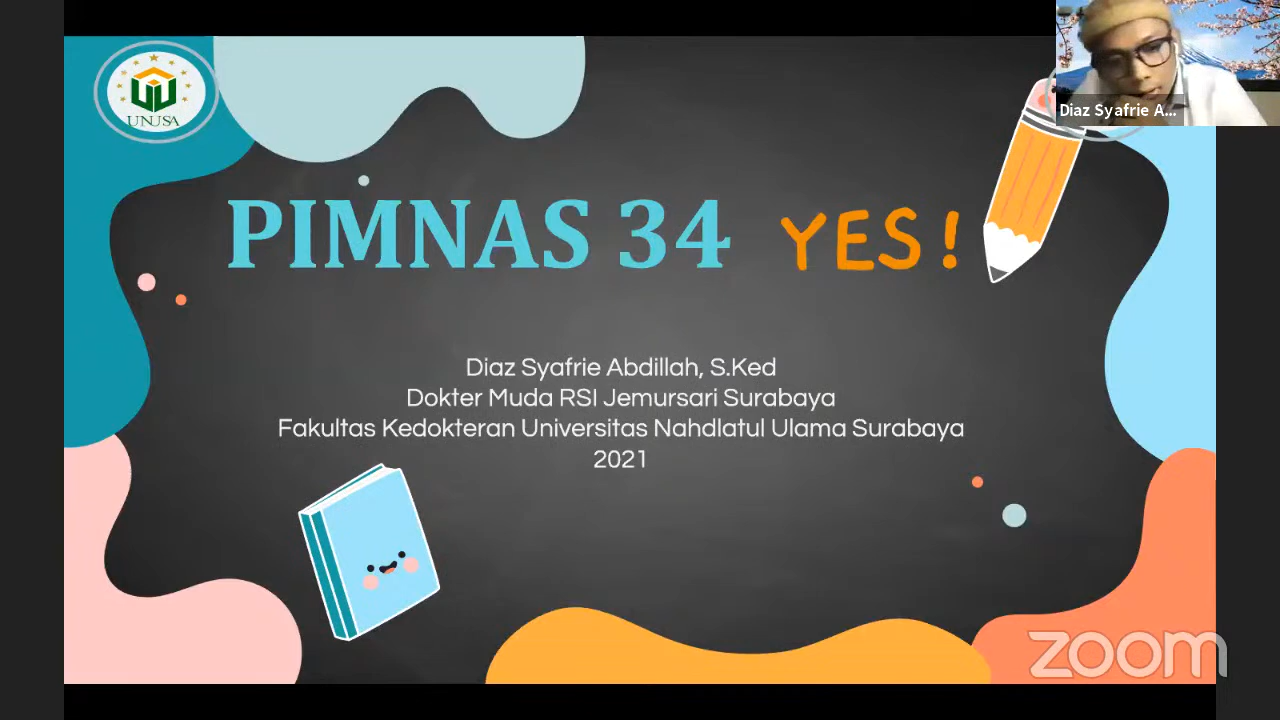 UNUSA
Diaz Syafrie A...
PIMNAS 34 YES!
Diaz Syafrie Abdillah, S.Ked
Dokter Muda RSI Jemursari Surabaya
Fakultas Kedokteran Universitas Nahdlatul Ulama Surabaya
2021
zoom